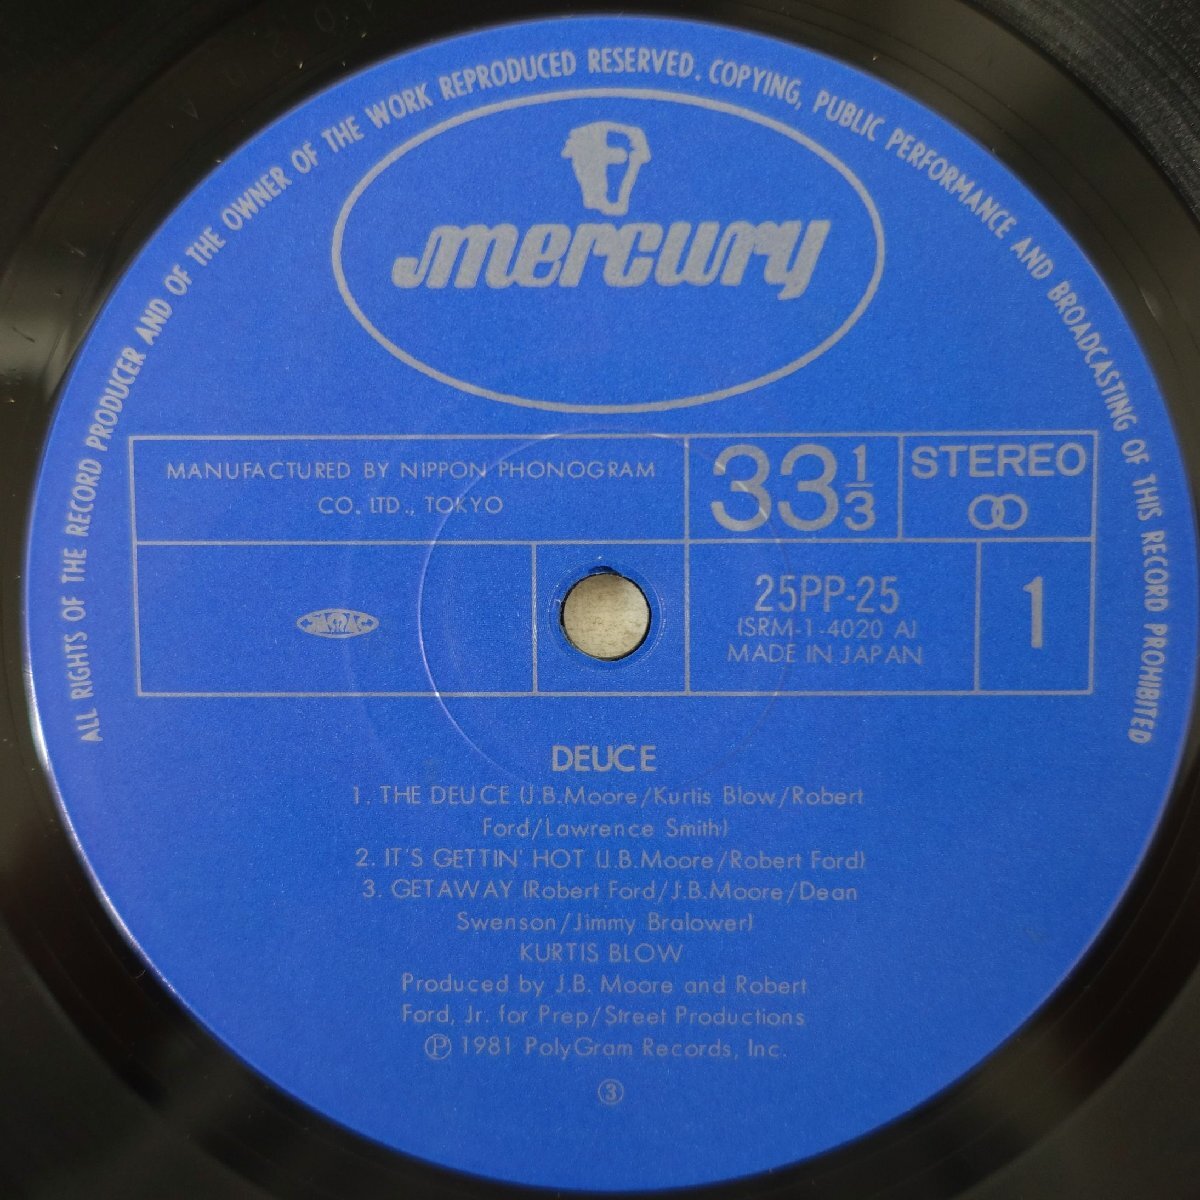 ALL RIGHTS OF THE RECORD PRODUCER AND OF THE OWNER OF THE WORK REPRODUCED RESERVED. COPYING, PUBLIC PERFORMANCE AND BROADCASTING OF THIS RECORD PROHIBITED
mercury
MANUFACTURED BY NIPPON PHONOGRAM
CO. LTD., TOKYO
33 1/3
STEREO
25PP-25
(SRM-1-4020 A)
MADE IN JAPAN
1
DEUCE
1. THE DEUCE (J.B.Moore/Kurtis Blow/Robert
Ford/Lawrence Smith)
2. IT'S GETTIN' HOT (J.B.Moore/Robert Ford)
3. GETAWAY (Robert Ford/J.B.Moore/Dean
Swenson/Jimmy Bralower)
KURTIS BLOW
Produced by J.B. Moore and Robert
Ford, Jr. for Prep/Street Productions
Ⓟ 1981 PolyGram Records, Inc.
③